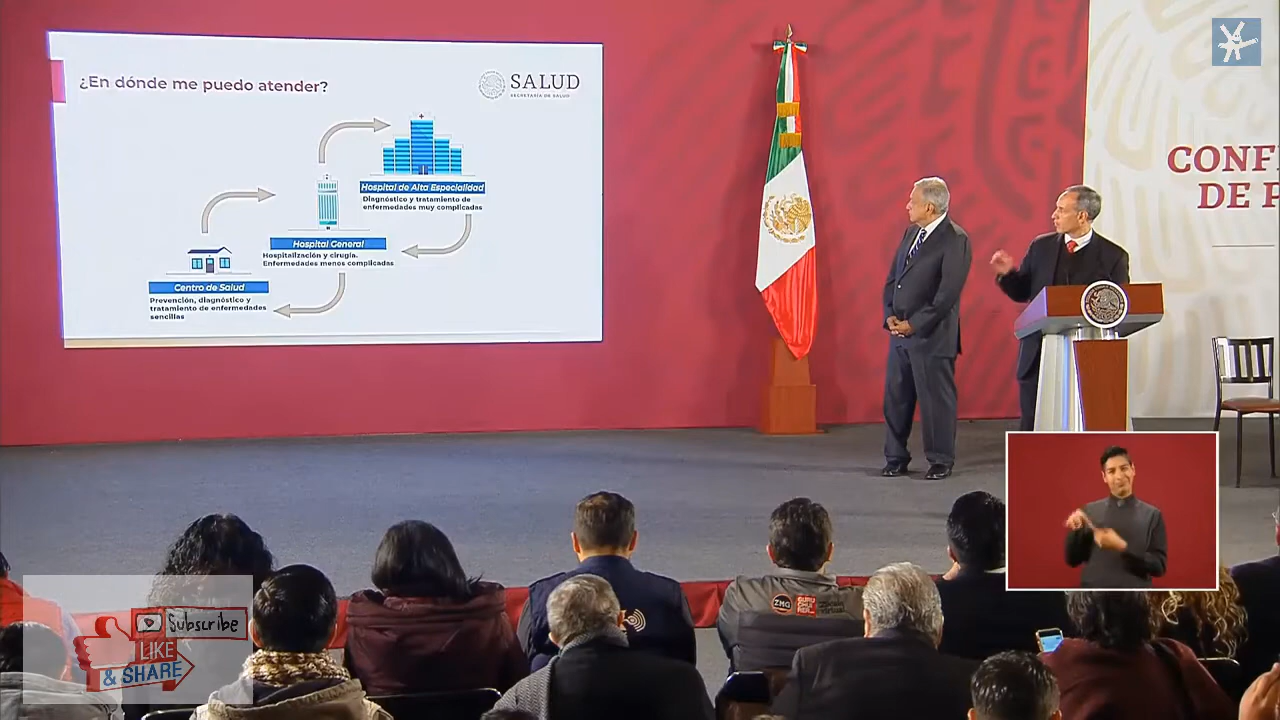 ¿En dónde me puedo atender?
SALUD
SECRETARÍA DE SALUD
Hospital de Alta Especialidad
Diagnóstico y tratamiento de
enfermedades muy complicadas
Hospital General
Hospitalización y cirugía.
Enfermedades menos complicadas
Centro de Salud
Prevención, diagnóstico y
tratamiento de enfermedades
sencillas
CONF
DE P
ZMG
Subscribe
LIKE
& SHARE